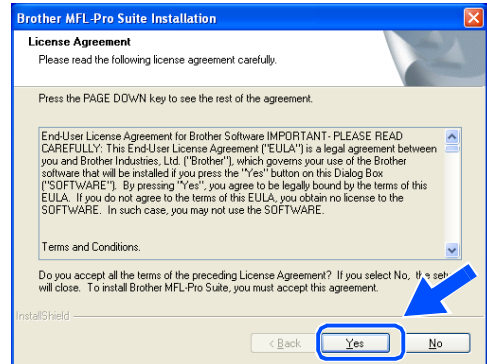 Brother MFL-Pro Suite Installation
License Agreement
Please read the following license agreement carefully.
Press the PAGE DOWN key to see the rest of the agreement.
End-User License Agreement for Brother Software IMPORTANT- PLEASE READ
CAREFULLY: This End-User License Agreement ("EULA") is a legal agreement between
you and Brother Industries, Ltd. ("Brother"), which governs your use of the Brother
software that will be installed if you press the "Yes" button on this Dialog Box
("SOFTWARE"). By pressing "Yes", you agree to be legally bound by the terms of this
EULA. If you do not agree to the terms of this EULA, you obtain no license to the
SOFTWARE. In such case, you may not use the SOFTWARE.
Terms and Conditions.
Do you accept all the terms of the preceding License Agreement? If you select No, the
will close. To install Brother MFL-Pro Suite, you must accept this agreement.
InstallShield
< Back
Yes
No